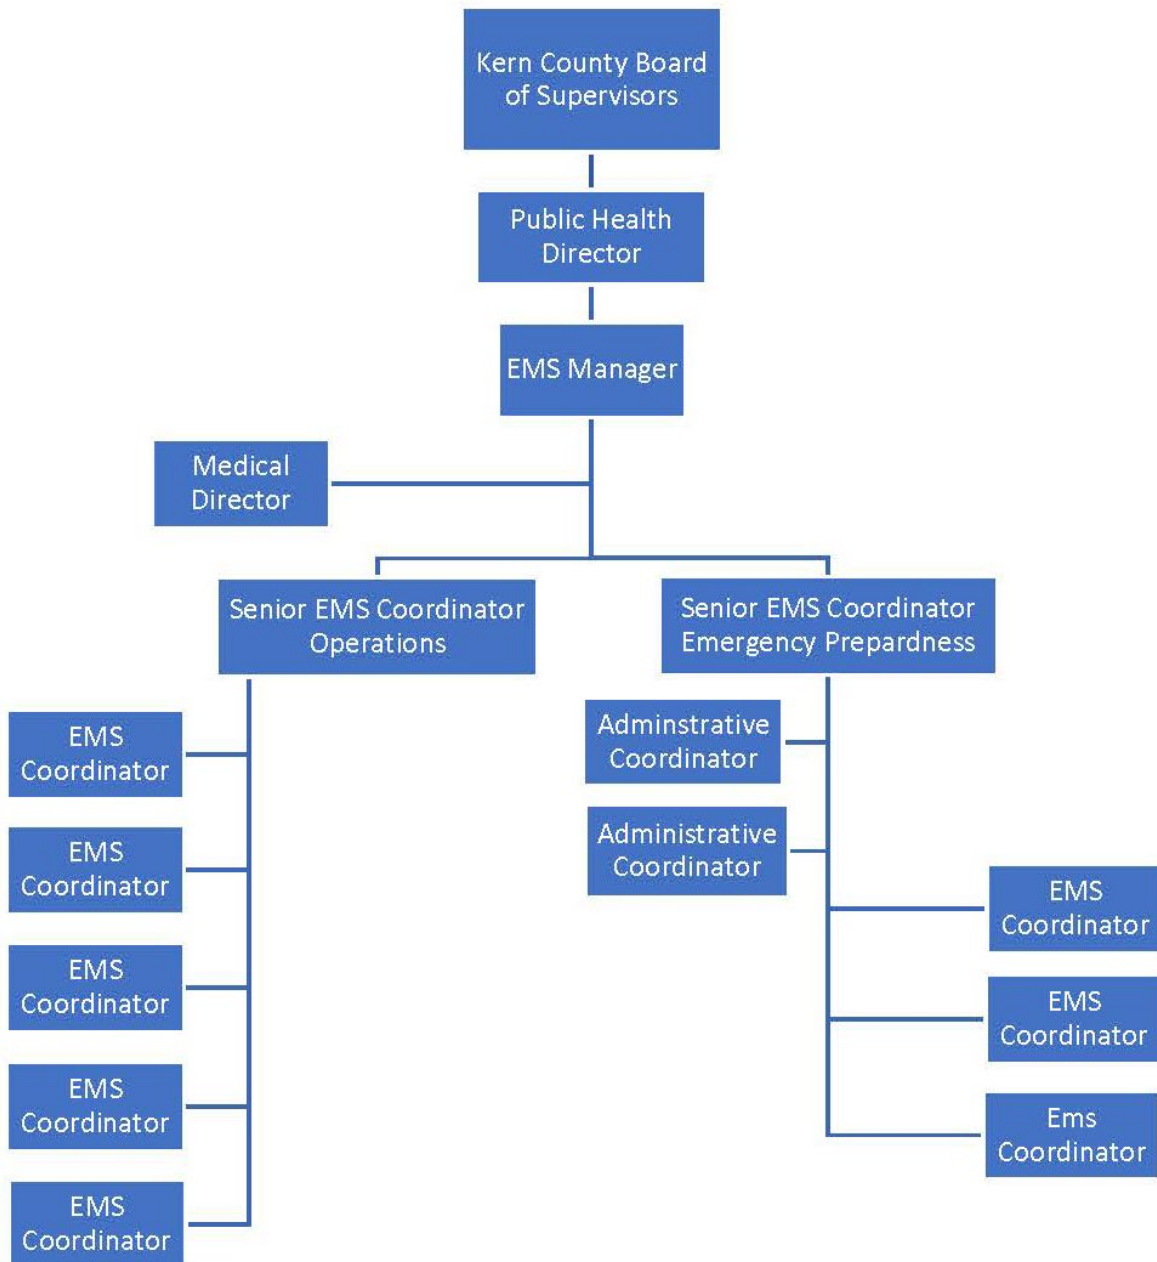 Kern County Board
of Supervisors
Public Health
Director
EMS Manager
Medical
Director
Senior EMS Coordinator
Operations
Senior EMS Coordinator
Emergency Prepardness
EMS
Coordinator
EMS
Coordinator
EMS
Coordinator
EMS
Coordinator
EMS
Coordinator
Adminstrative
Coordinator
Administrative
Coordinator
EMS
Coordinator
EMS
Coordinator
Ems
Coordinator